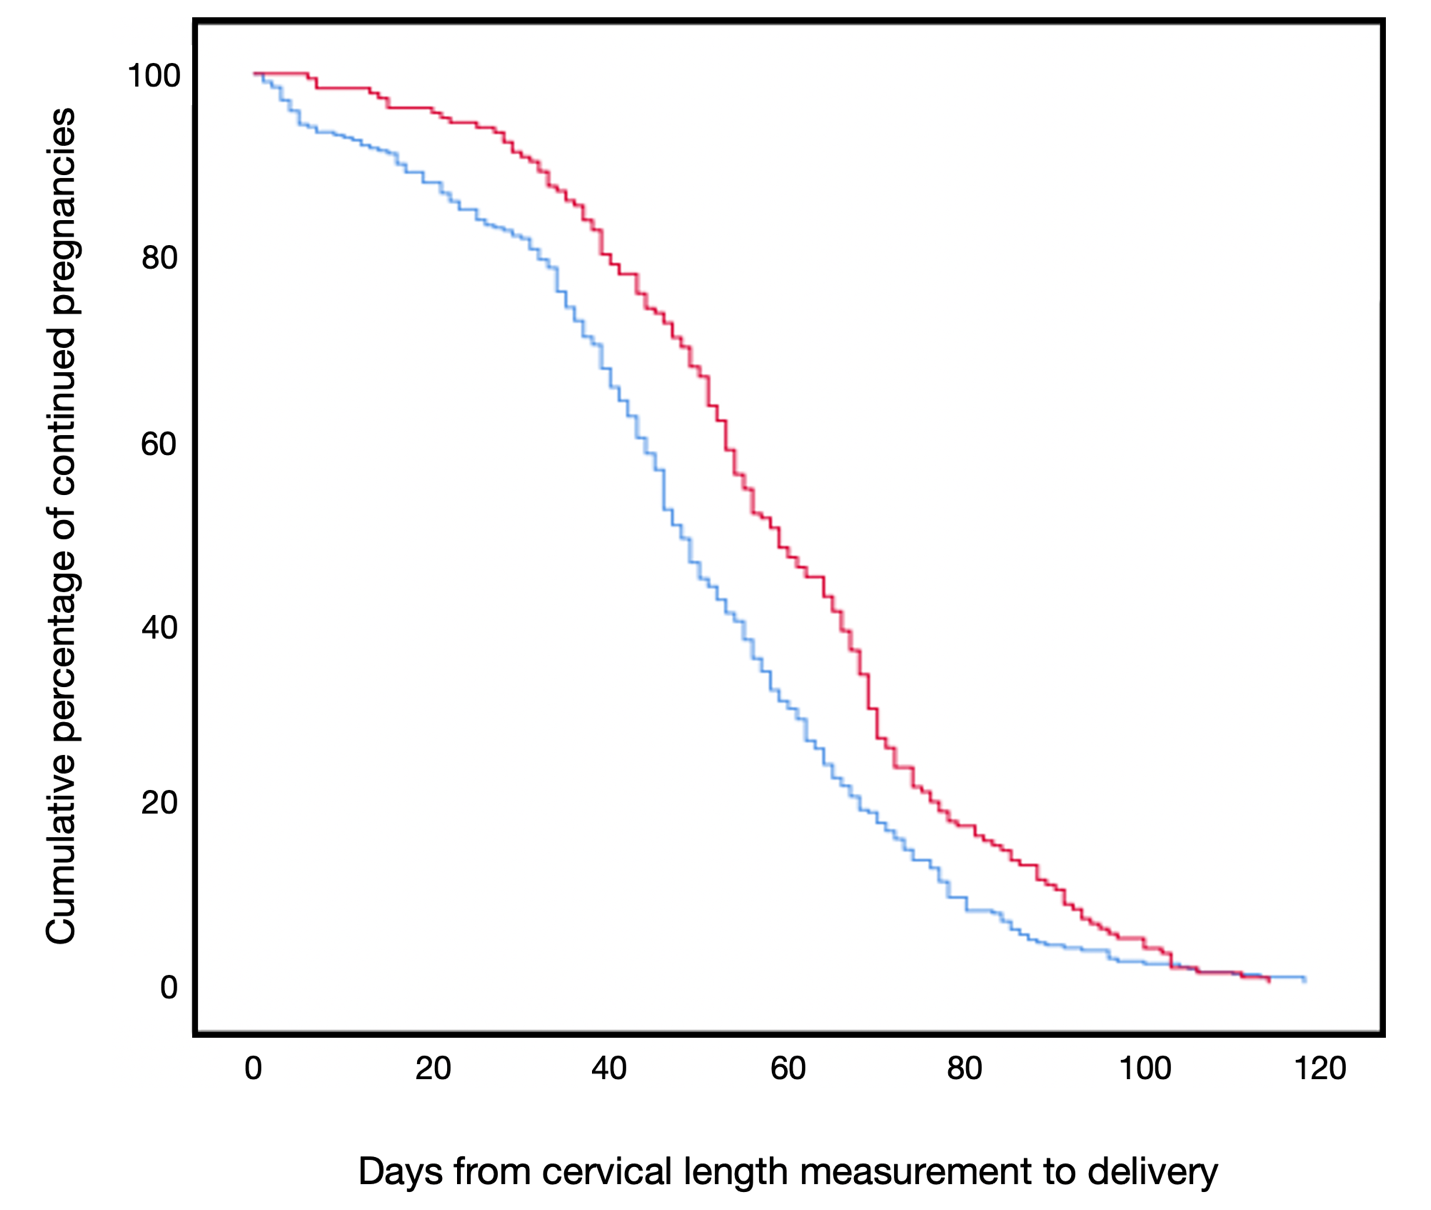 Cumulative percentage of continued pregnancies
100
80
60
40
20
0
0 20 40 60 80 100 120
Days from cervical length measurement to delivery